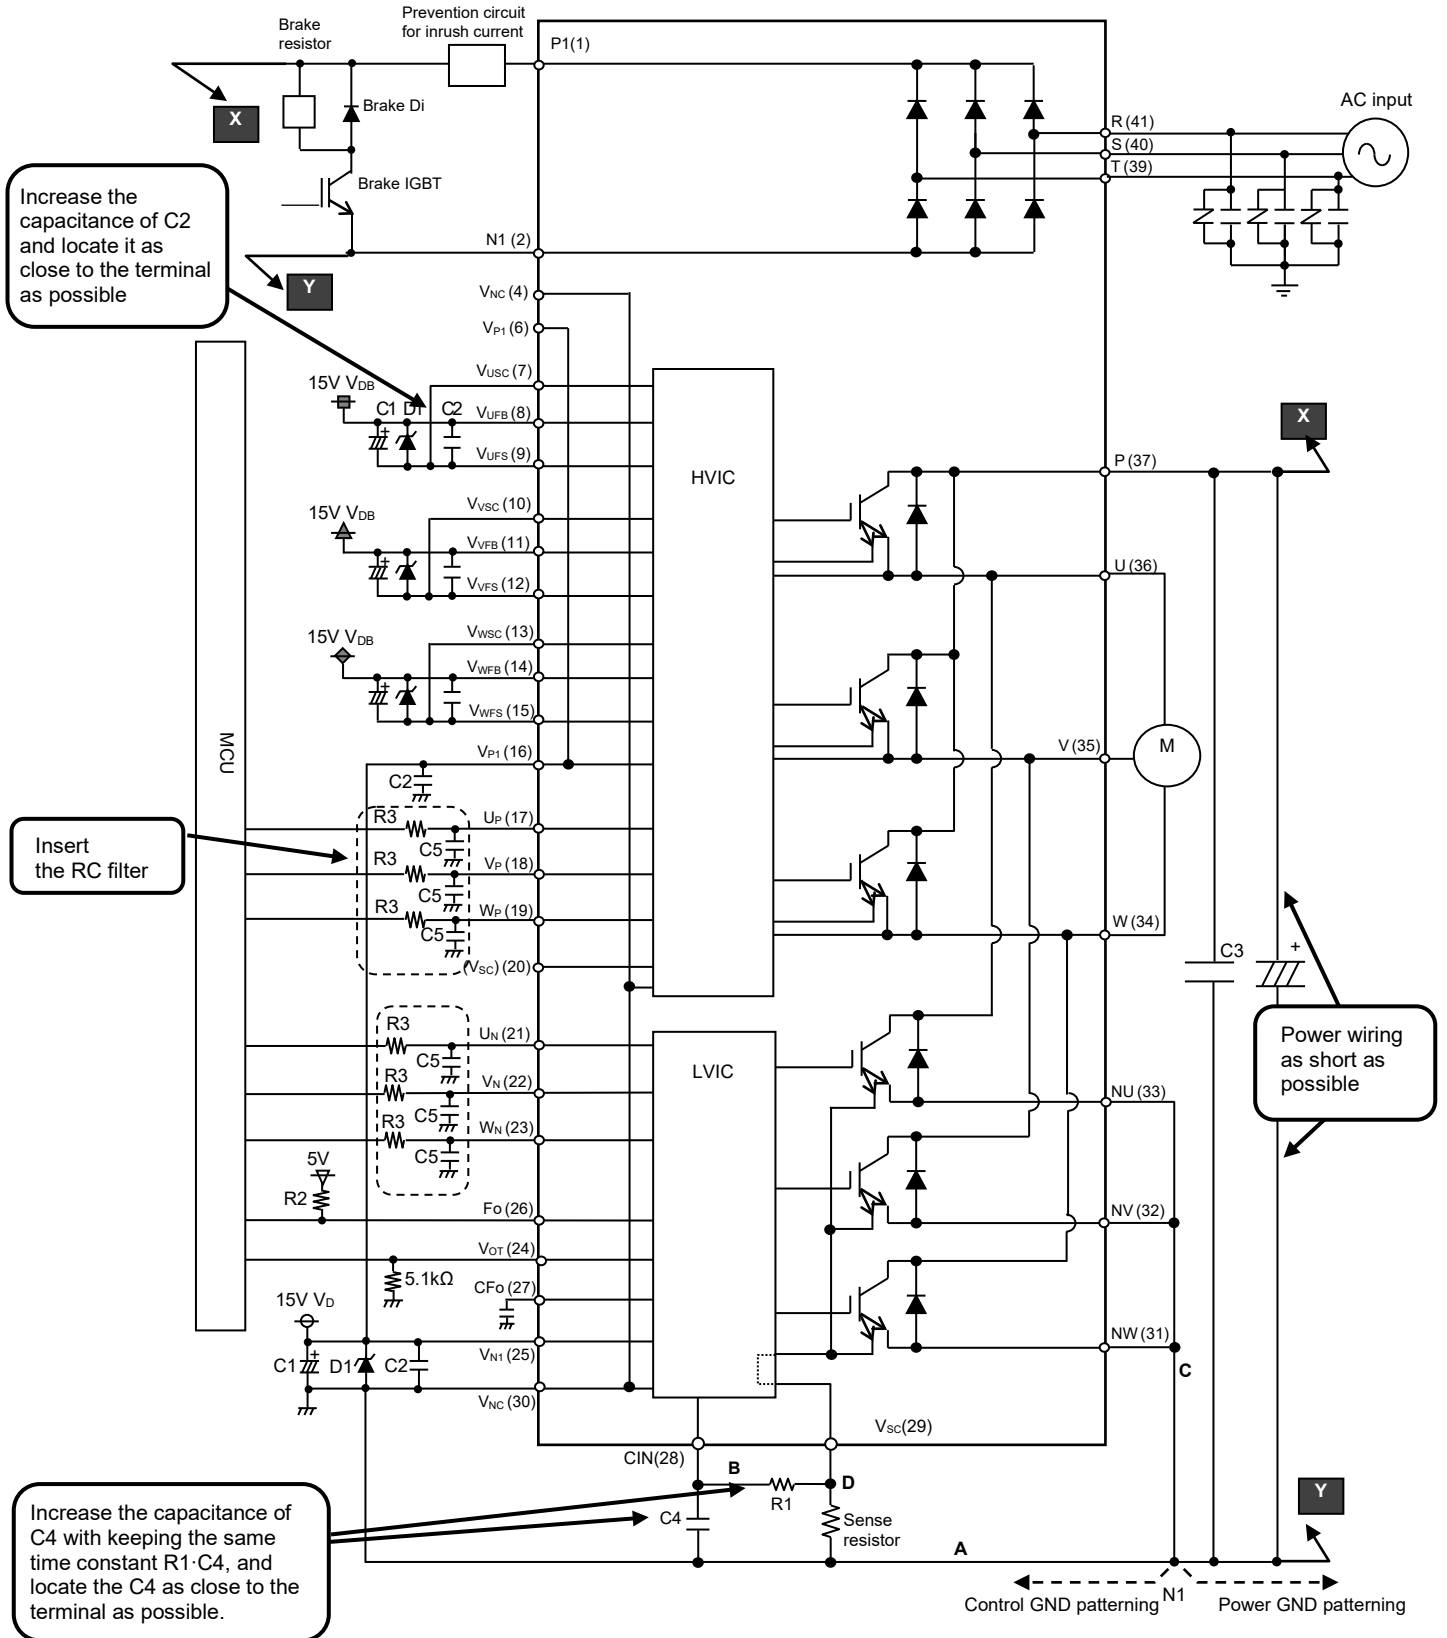 Brake
resistor
Prevention circuit
for inrush current
P1(1)
X
Brake Di
Brake IGBT
AC input
R (41)
S (40)
T (39)
Increase the
capacitance of C2
and locate it as
close to the terminal
as possible
N1 (2)
Y
VNC (4)
VP1 (6)
VUSC (7)
15V VDB
C1 D1 C2
VUFB (8)
VUFS (9)
HVIC
X
P (37)
VVSC (10)
15V VDB
VVFB (11)
VVFS (12)
U (36)
VWSC (13)
15V VDB
VWFB (14)
VWFS (15)
MCU
VP1 (16)
C2
V (35)
M
R3
UP (17)
C5
Insert
the RC filter
R3
VP (18)
C5
R3
WP (19)
C5
W (34)
(VSC) (20)
C3
+
R3
UN (21)
C5
LVIC
Power wiring
as short as
possible
R3
VN (22)
C5
NU (33)
R3
WN (23)
C5
5V
R2
Fo (26)
NV (32)
VOT (24)
5.1kΩ
CFo (27)
15V VD
C1
+
D1
C2
VN1 (25)
NW (31)
C
VNC (30)
VSC(29)
CIN(28)
B
R1
D
Increase the capacitance of
C4 with keeping the same
time constant R1·C4, and
locate the C4 as close to the
terminal as possible.
C4
Sense
resistor
A
Y
N1
Control GND patterning
Power GND patterning